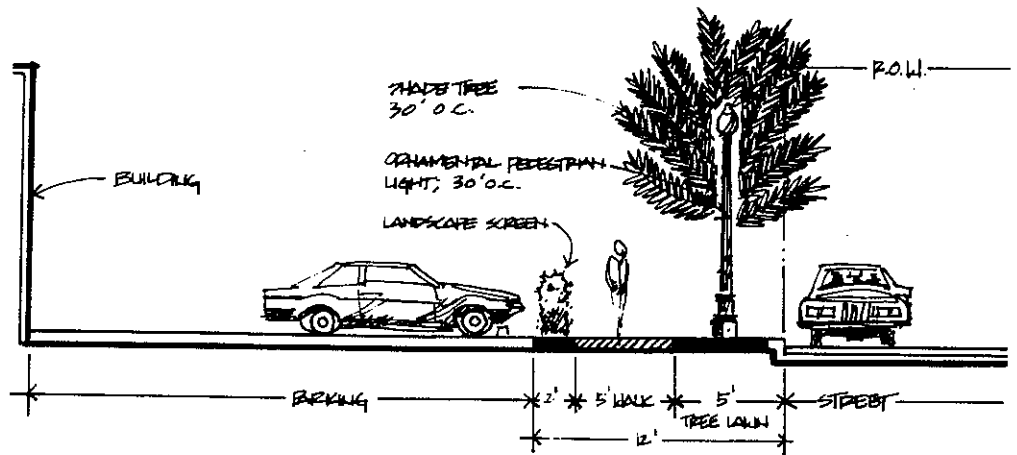 SHADE TREE
30' O.C.
R.O.W.
ORNAMENTAL PEDESTRIAN
LIGHT; 30' O.C.
BUILDING
LANDSCAPE SCREEN
PARKING
2'
5' WALK
5'
TREE LAWN
STREET
12'